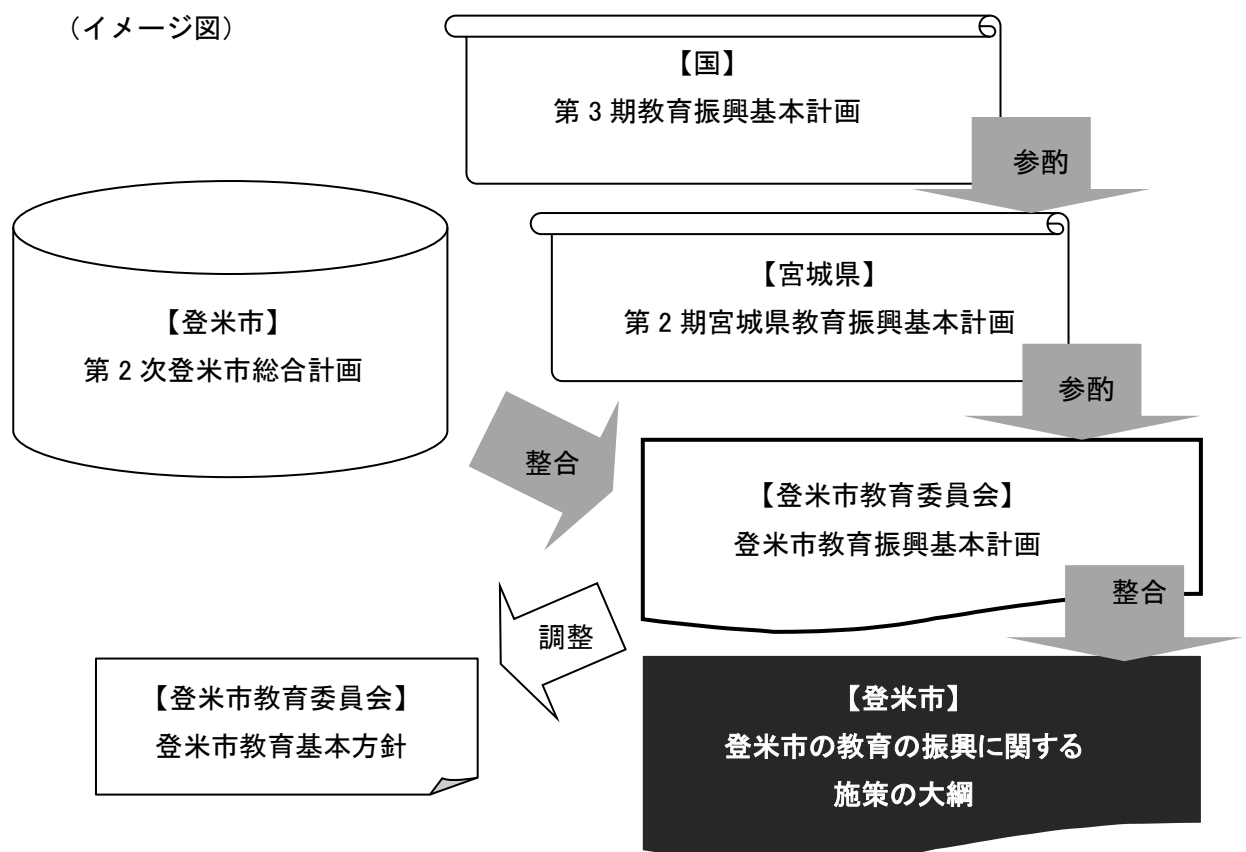 （イメージ図）
【国】
第３期教育振興基本計画
参酌
【宮城県】
第２期宮城県教育振興基本計画
参酌
【登米市】
第２次登米市総合計画
整合
【登米市教育委員会】
登米市教育振興基本計画
整合
調整
【登米市教育委員会】
登米市教育基本方針
【登米市】
登米市の教育の振興に関する
施策の大綱